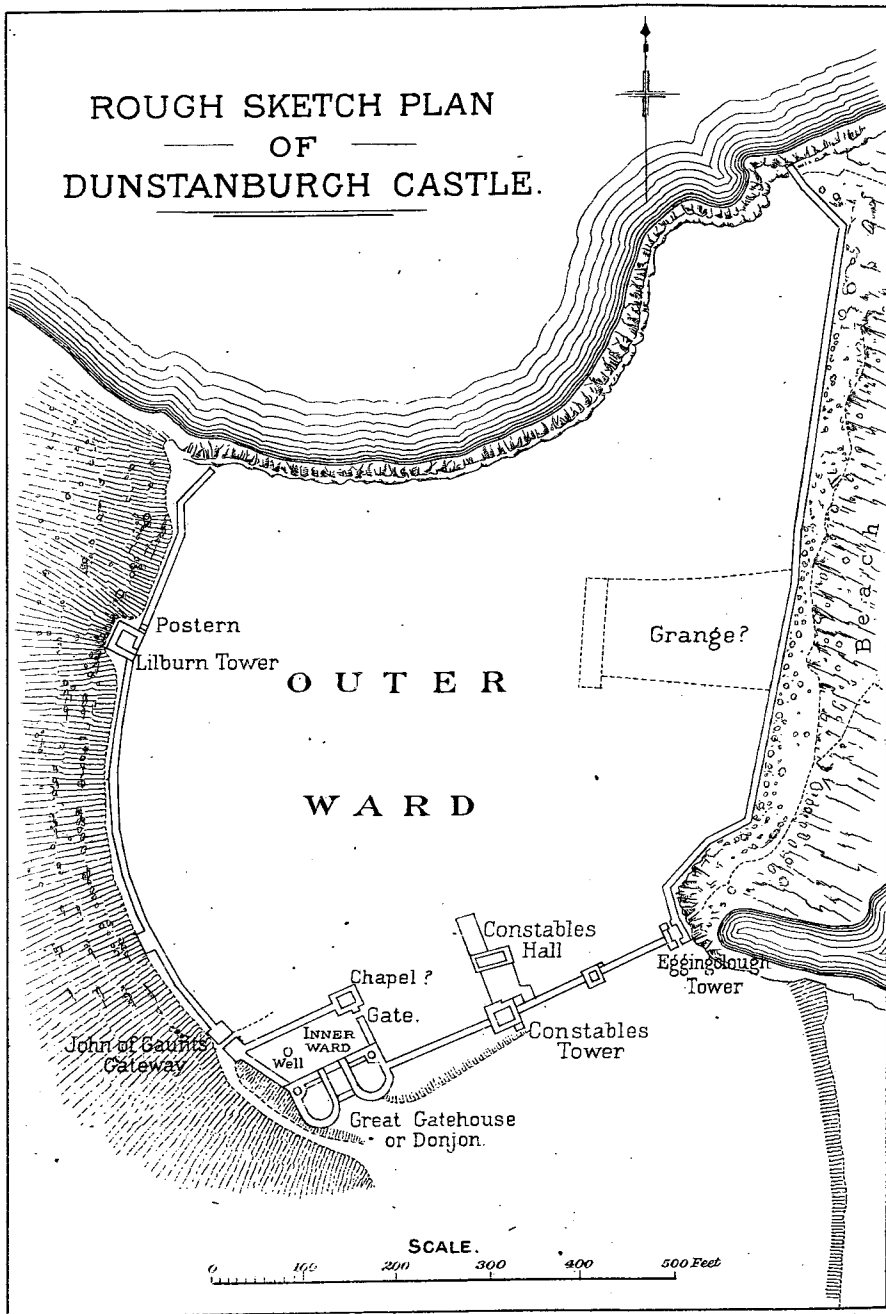 ROUGH SKETCH PLAN
OF
DUNSTANBURGH CASTLE.
Postern
Lilburn Tower
OUTER
WARD
Grange?
Beach
Constables
Hall
Eggingclough
Tower
Chapel?
Gate.
INNER
WARD
Well
John of Gaunts
Gateway
Constables
Tower
Great Gatehouse
or Donjon.
SCALE.
0 100 200 300 400 500 Feet